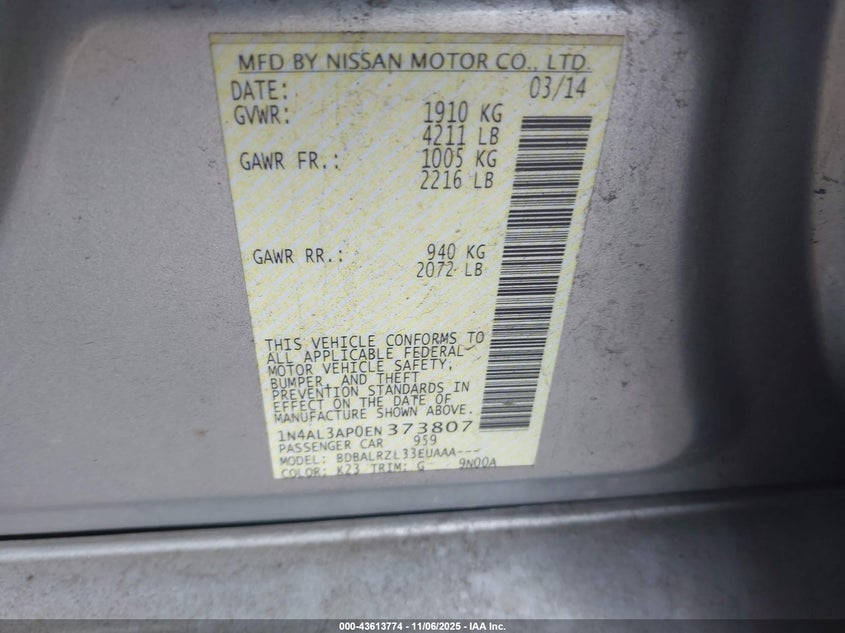 MFD BY NISSAN MOTOR CO., LTD.
DATE: 03/14
GVWR: 1910 KG
4211 LB
GAWR FR.: 1005 KG
2216 LB
GAWR RR.: 940 KG
2072 LB
THIS VEHICLE CONFORMS TO
ALL APPLICABLE FEDERAL
MOTOR VEHICLE SAFETY,
BUMPER, AND THEFT
PREVENTION STANDARDS IN
EFFECT ON THE DATE OF
MANUFACTURE SHOWN ABOVE.
1N4AL3AP0EN 373807
PASSENGER CAR 959
MODEL: BDBALRZL33EUAAA---
COLOR: K23 TRIM: G 9N00A
000-43613774 - 11/06/2025 - IAA Inc.